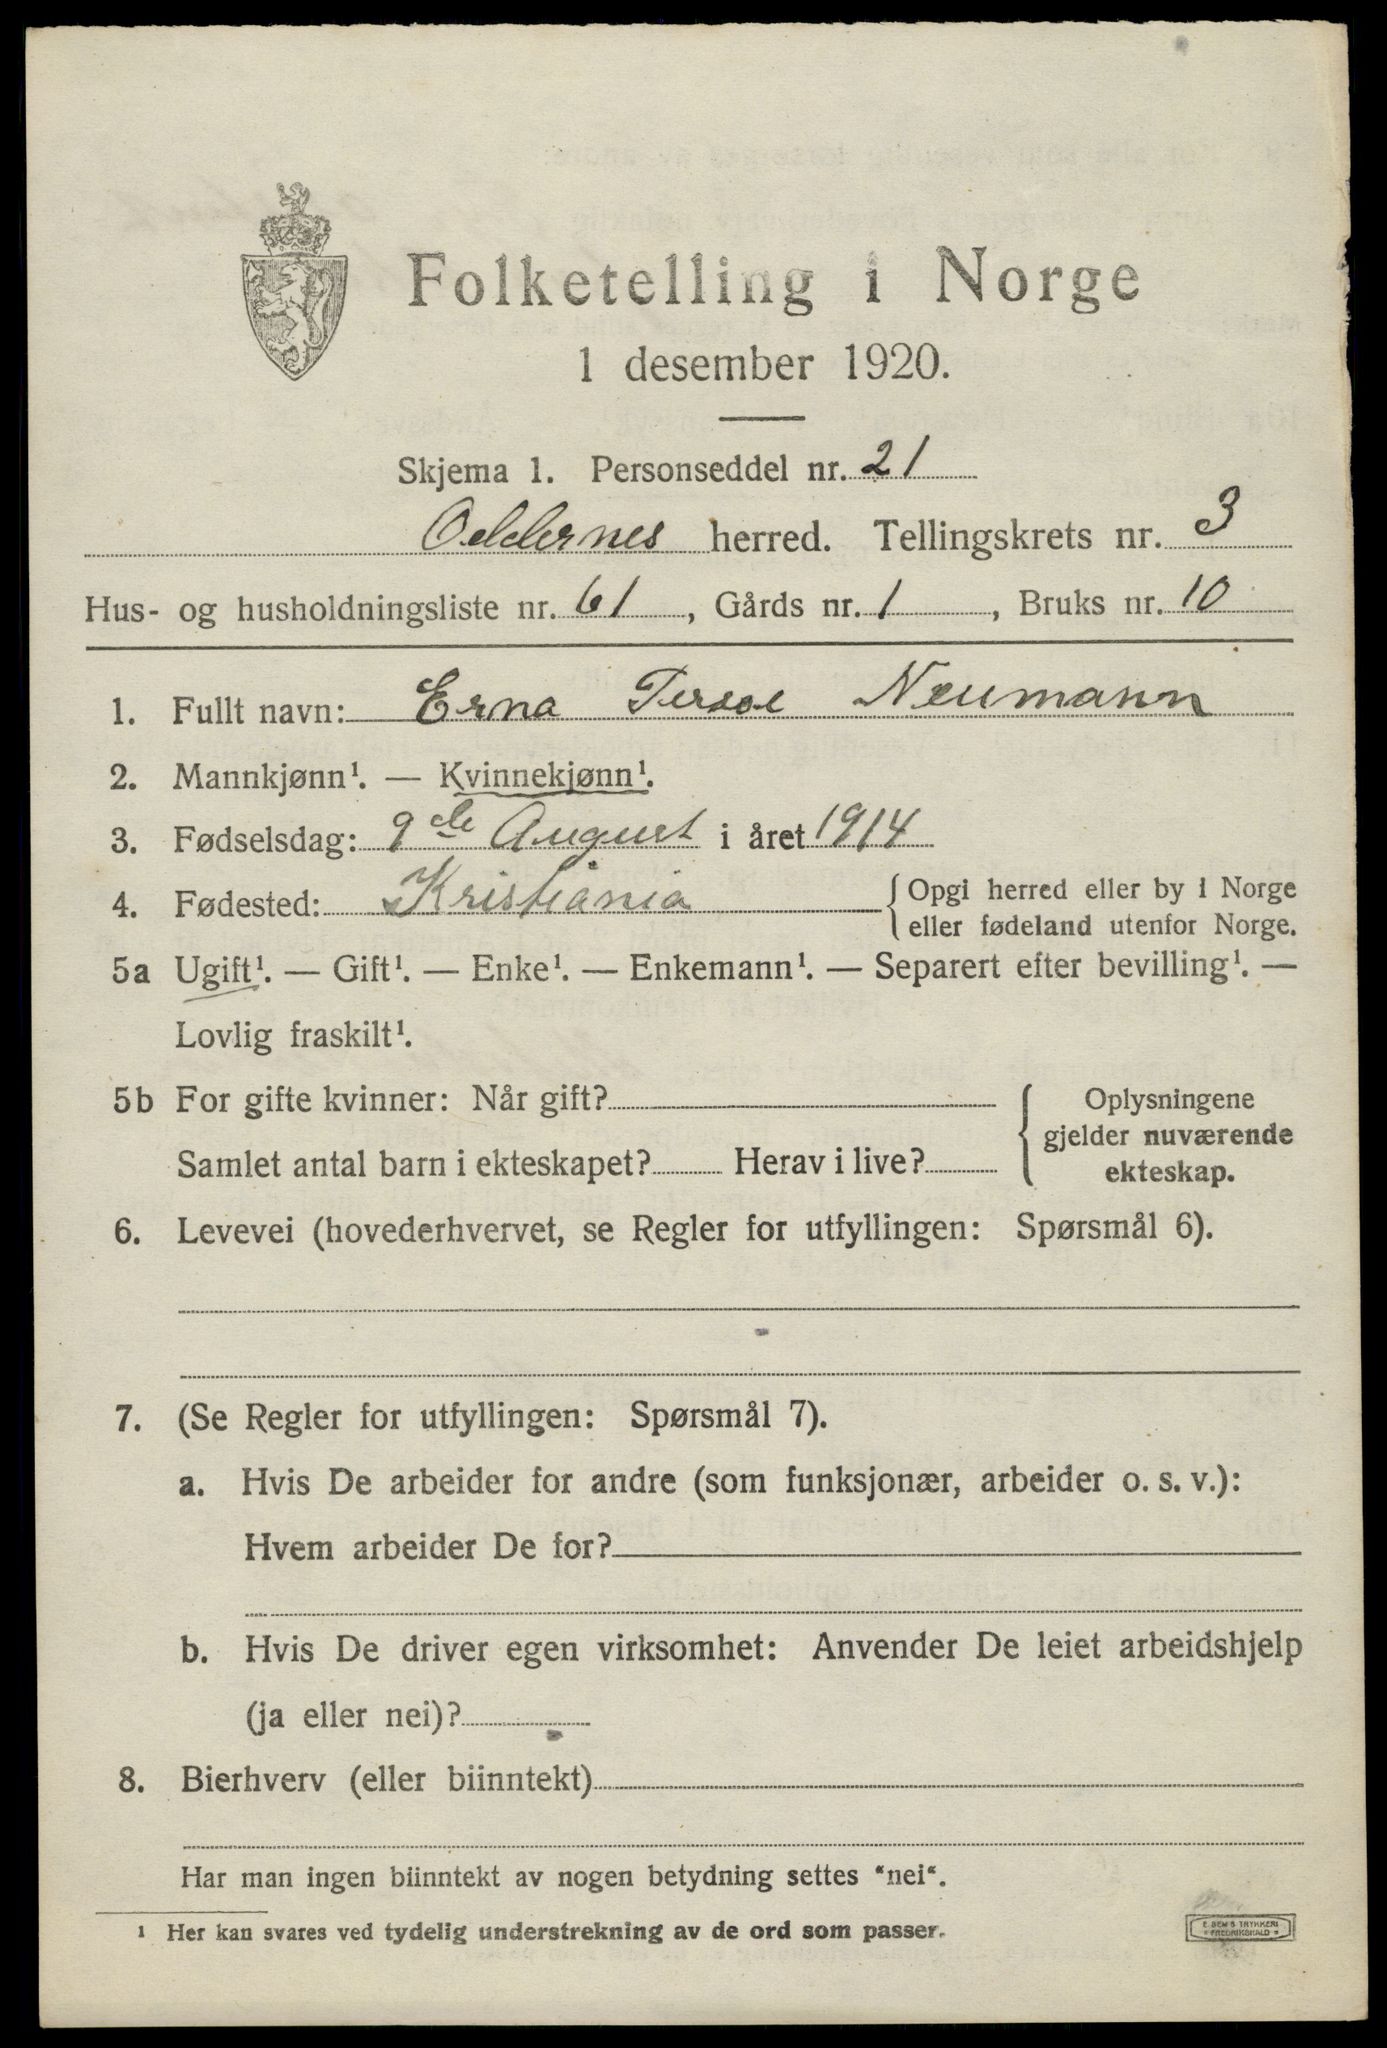 Folketelling i Norge
1 desember 1920.
Skjema 1. Personseddel nr. 21
Oddernes herred. Tellingskrets nr. 3
Hus- og husholdningsliste nr. 61, Gårds nr. 1, Bruks nr. 10
1. Fullt navn: Erna Neumann
2. Mannkjønn¹. — Kvinnekjønn¹.
3. Fødselsdag: 9de August i året 1914
4. Fødested: Kristiania {Opgi herred eller by i Norge
eller fødeland utenfor Norge.
5a Ugift¹. — Gift¹. — Enke¹. — Enkemann¹. — Separert efter bevilling¹. —
Lovlig fraskilt¹.
5b For gifte kvinner: Når gift?
Samlet antal barn i ekteskapet? Herav i live?
Oplysningene
gjelder nuværende
ekteskap.
6. Levevei (hovederhvervet, se Regler for utfyllingen: Spørsmål 6).
7. (Se Regler for utfyllingen: Spørsmål 7).
a. Hvis De arbeider for andre (som funksjonær, arbeider o. s. v.):
Hvem arbeider De for?
b. Hvis De driver egen virksomhet: Anvender De leiet arbeidshjelp
(ja eller nei)?
8. Bierhverv (eller biinntekt)
Har man ingen biinntekt av nogen betydning settes "nei".
¹ Her kan svares ved tydelig understrekning av de ord som passer.
E. SEM'S TRYKKERI
FREDRIKSHALD